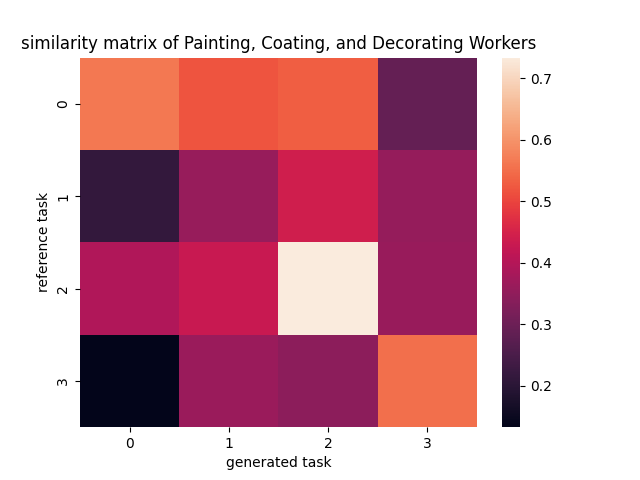 similarity matrix of Painting, Coating, and Decorating Workers
reference task
0
1
2
3
0 1 2 3
generated task
0.7
0.6
0.5
0.4
0.3
0.2